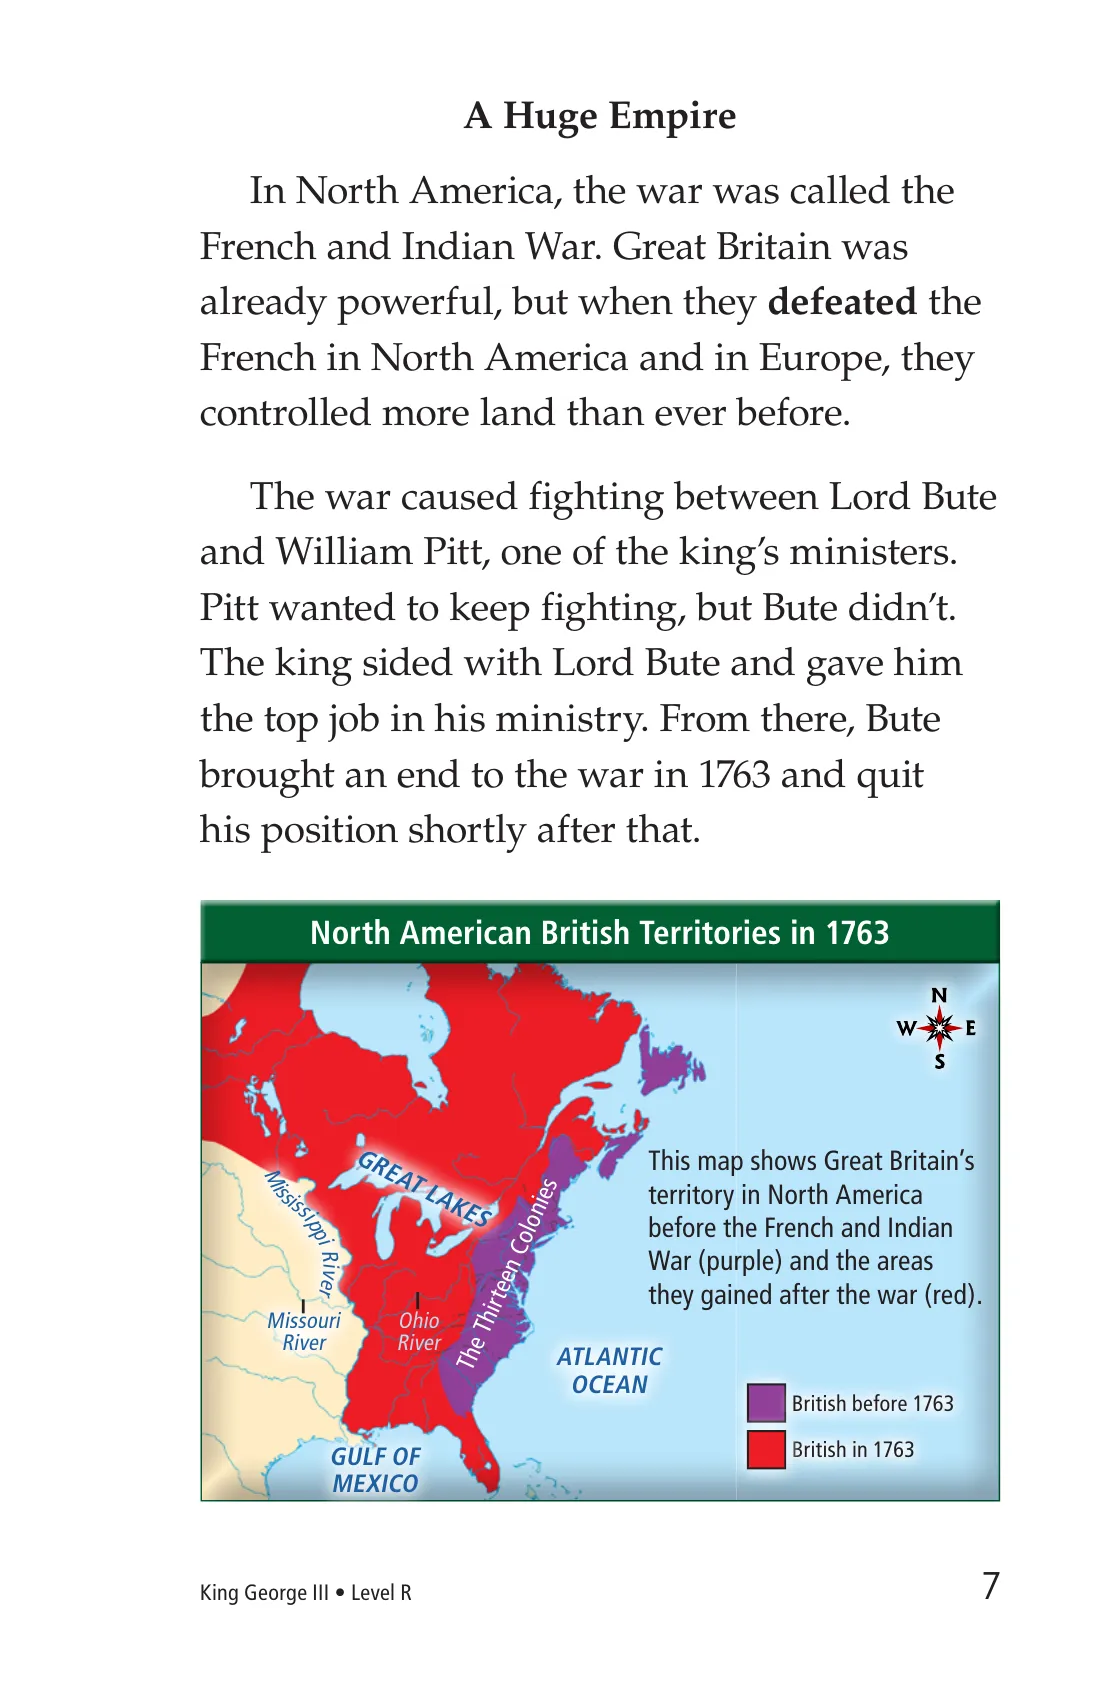 A Huge Empire
In North America, the war was called the
French and Indian War. Great Britain was
already powerful, but when they defeated the
French in North America and in Europe, they
controlled more land than ever before.
The war caused fighting between Lord Bute
and William Pitt, one of the king’s ministers.
Pitt wanted to keep fighting, but Bute didn’t.
The king sided with Lord Bute and gave him
the top job in his ministry. From there, Bute
brought an end to the war in 1763 and quit
his position shortly after that.
North American British Territories in 1763
N
W E
S
This map shows Great Britain’s
territory in North America
before the French and Indian
War (purple) and the areas
they gained after the war (red).
GREAT LAKES
Mississippi River
The Thirteen Colonies
Missouri
River
Ohio
River
ATLANTIC
OCEAN
British before 1763
British in 1763
GULF OF
MEXICO
King George III • Level R
7